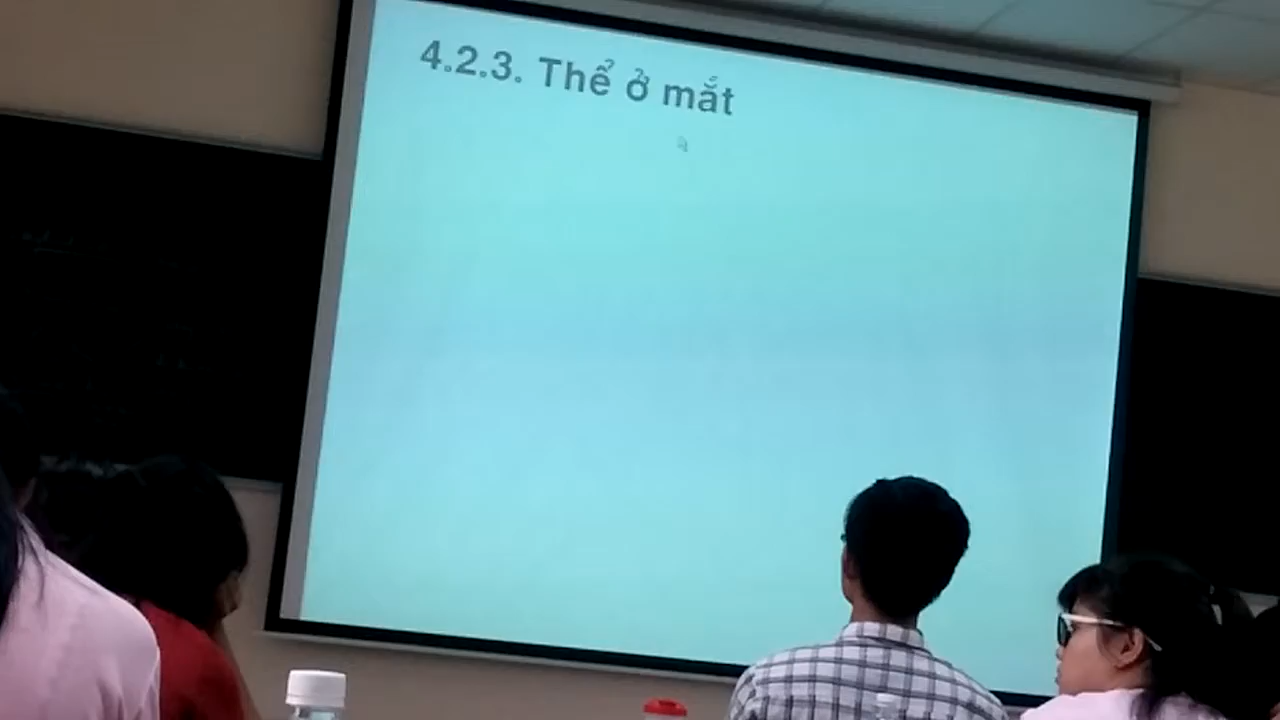 4.2.3. Thể ở mắt